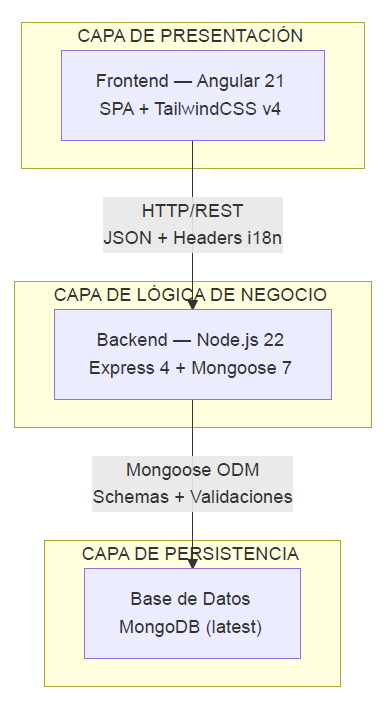 CAPA DE PRESENTACIÓN
Frontend — Angular 21
SPA + TailwindCSS v4
HTTP/REST
JSON + Headers i18n
CAPA DE LÓGICA DE NEGOCIO
Backend — Node.js 22
Express 4 + Mongoose 7
Mongoose ODM
Schemas + Validaciones
CAPA DE PERSISTENCIA
Base de Datos
MongoDB (latest)